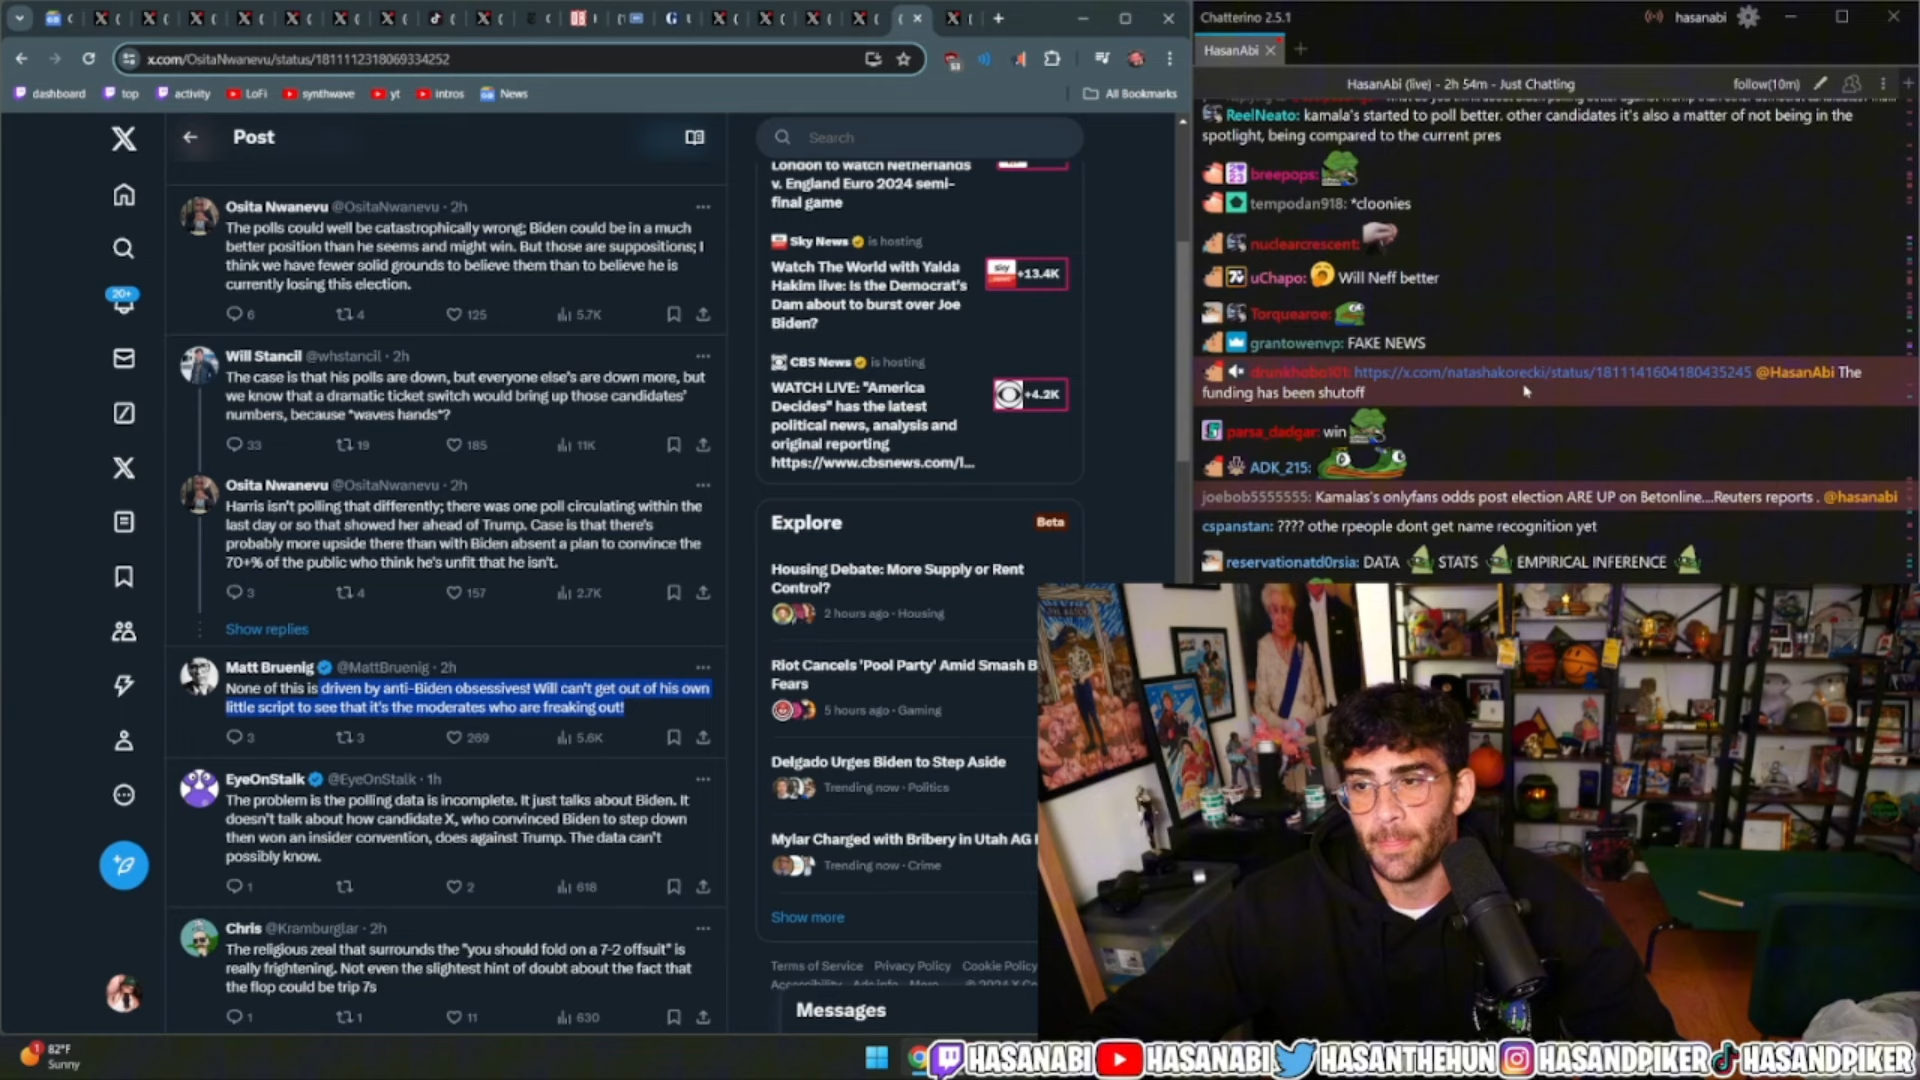 x.com/OsitaNwanevu/status/1811112318069334252
dashboard
top
activity
LoFi
synthwave
yt
intros
News
All Bookmarks
Post
Osita Nwanevu @OsitaNwanevu · 2h
The polls could well be catastrophically wrong; Biden could be in a much
better position than he seems and might win. But those are suppositions; I
think we have fewer solid grounds to believe them than to believe he is
currently losing this election.
6
4
125
5.7K
20+
Will Stancil @whstancil · 2h
The case is that his polls are down, but everyone else's are down more, but
we know that a dramatic ticket switch would bring up those candidates'
numbers, because *waves hands*?
33
19
185
11K
Osita Nwanevu @OsitaNwanevu · 2h
Harris isn't polling that differently; there was one poll circulating within the
last day or so that showed her ahead of Trump. Case is that there's
probably more upside there than with Biden absent a plan to convince the
70+% of the public who think he's unfit that he isn't.
3
4
157
2.7K
Show replies
Matt Bruenig @MattBruenig · 2h
None of this is driven by anti-Biden obsessives! Will can't get out of his own
little script to see that it's the moderates who are freaking out!
3
3
269
5.6K
EyeOnStalk @EyeOnStalk · 1h
The problem is the polling data is incomplete. It just talks about Biden. It
doesn't talk about how candidate X, who convinced Biden to step down
then won an insider convention, does against Trump. The data can't
possibly know.
1
2
618
Chris @Kramburglar · 2h
The religious zeal that surrounds the "you should fold on a 7-2 offsuit" is
really frightening. Not even the slightest hint of doubt about the fact that
the flop could be trip 7s
1
1
11
630
Search
London to watch Netherlands
v. England Euro 2024 semi-
final game
Sky News is hosting
Watch The World with Yalda
Hakim live: Is the Democrat's
Dam about to burst over Joe
Biden?
sky
+13.4K
CBS News is hosting
WATCH LIVE: "America
Decides" has the latest
political news, analysis and
original reporting
https://www.cbsnews.com/l...
+4.2K
Explore
Beta
Housing Debate: More Supply or Rent
Control?
2 hours ago · Housing
Riot Cancels 'Pool Party' Amid Smash B
Fears
5 hours ago · Gaming
Delgado Urges Biden to Step Aside
Trending now · Politics
Mylar Charged with Bribery in Utah AG
Trending now · Crime
Show more
Terms of Service Privacy Policy Cookie Policy
Messages
Chatterino 2.5.1
hasanabi
HasanAbi
HasanAbi (live) - 2h 54m - Just Chatting
follow(10m)
ReelNeato: kamala's started to poll better. other candidates it's also a matter of not being in the
spotlight, being compared to the current pres
breepops:
tempodan918: *cloonies
nuclearcrescent:
uChapo: Will Neff better
Torquearoe:
grantowenvp: FAKE NEWS
drunkhobo101: https://x.com/natashakorecki/status/1811141604180435245 @HasanAbi The
funding has been shutoff
parsa_dadgar: win
ADK_215:
joebob5555555: Kamalas's onlyfans odds post election ARE UP on Betonline....Reuters reports . @hasanabi
cspanstan: ???? othe rpeople dont get name recognition yet
reservationatd0rsia: DATA STATS EMPIRICAL INFERENCE
1
82°F
Sunny
HASANABI
HASANABI
HASANTHEHUN
HASANDPIKER
HASANDPIKER